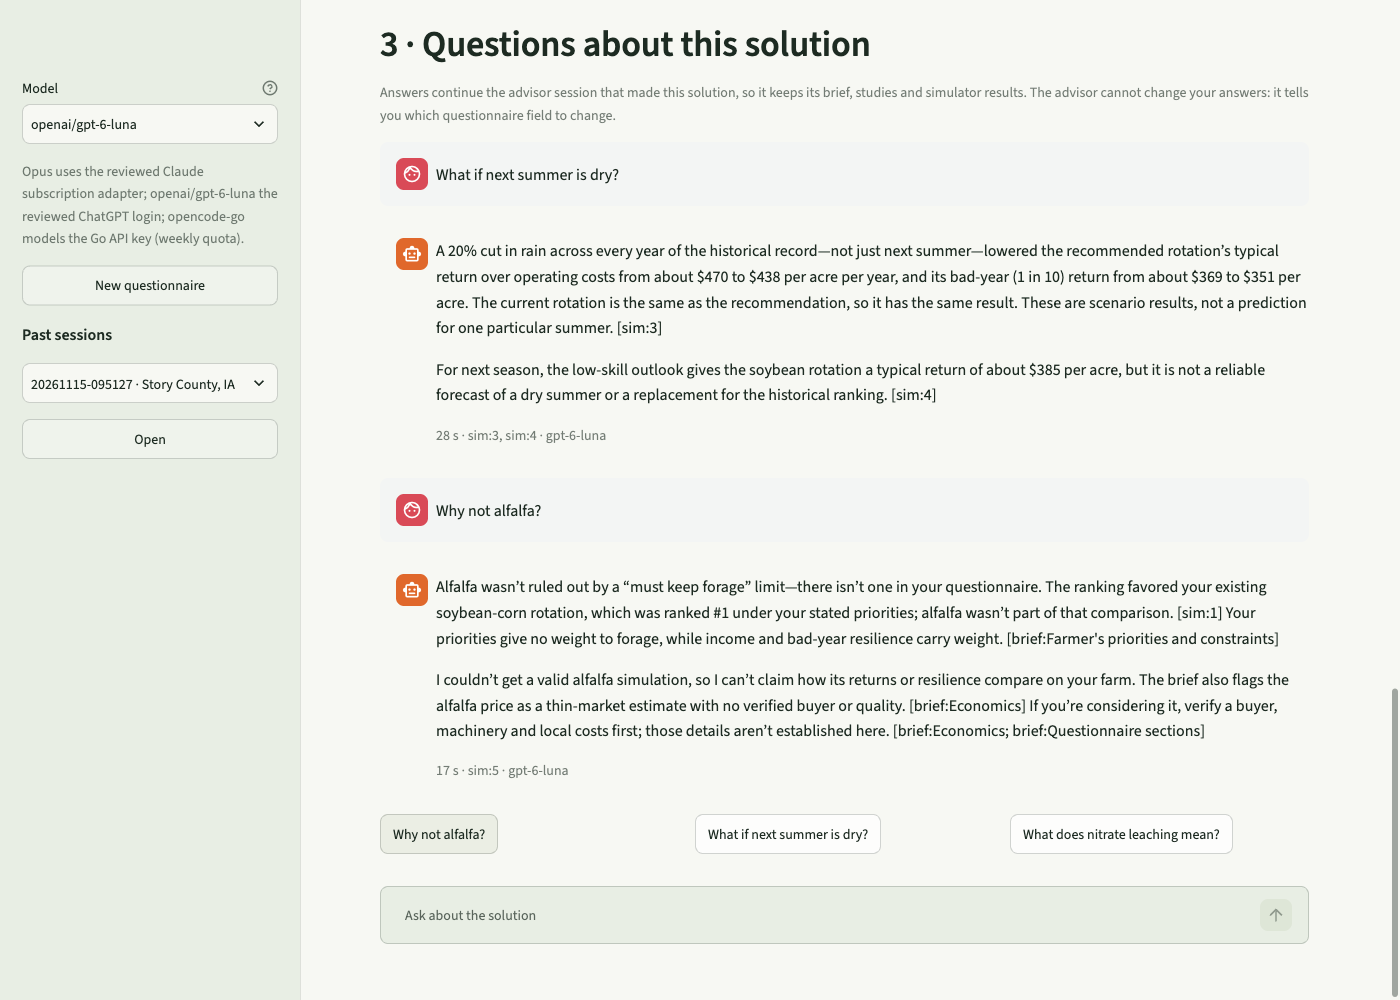 Model
openai/gpt-6-luna
Opus uses the reviewed Claude
subscription adapter; openai/gpt-6-luna the
reviewed ChatGPT login; opencode-go
models the Go API key (weekly quota).
New questionnaire
Past sessions
20261115-095127 · Story County, IA
Open
3 · Questions about this solution
Answers continue the advisor session that made this solution, so it keeps its brief, studies and simulator results. The advisor cannot change your answers: it tells
you which questionnaire field to change.
What if next summer is dry?
A 20% cut in rain across every year of the historical record—not just next summer—lowered the recommended rotation’s typical
return over operating costs from about $470 to $438 per acre per year, and its bad-year (1 in 10) return from about $369 to $351 per
acre. The current rotation is the same as the recommendation, so it has the same result. These are scenario results, not a prediction
for one particular summer. [sim:3]
For next season, the low-skill outlook gives the soybean rotation a typical return of about $385 per acre, but it is not a reliable
forecast of a dry summer or a replacement for the historical ranking. [sim:4]
28 s · sim:3, sim:4 · gpt-6-luna
Why not alfalfa?
Alfalfa wasn’t ruled out by a “must keep forage” limit—there isn’t one in your questionnaire. The ranking favored your existing
soybean-corn rotation, which was ranked #1 under your stated priorities; alfalfa wasn’t part of that comparison. [sim:1] Your
priorities give no weight to forage, while income and bad-year resilience carry weight. [brief:Farmer's priorities and constraints]
I couldn’t get a valid alfalfa simulation, so I can’t claim how its returns or resilience compare on your farm. The brief also flags the
alfalfa price as a thin-market estimate with no verified buyer or quality. [brief:Economics] If you’re considering it, verify a buyer,
machinery and local costs first; those details aren’t established here. [brief:Economics; brief:Questionnaire sections]
17 s · sim:5 · gpt-6-luna
Why not alfalfa?
What if next summer is dry?
What does nitrate leaching mean?
Ask about the solution